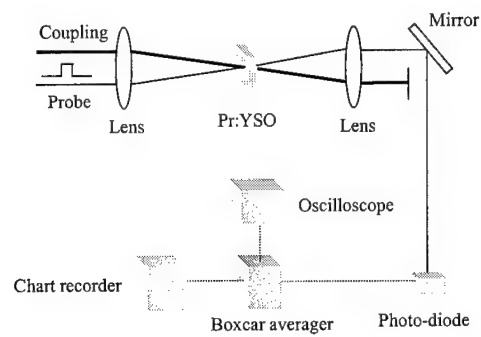 Coupling
Mirror
Probe
Lens
Pr:YSO
Lens
Oscilloscope
Chart recorder
Boxcar averager
Photo-diode